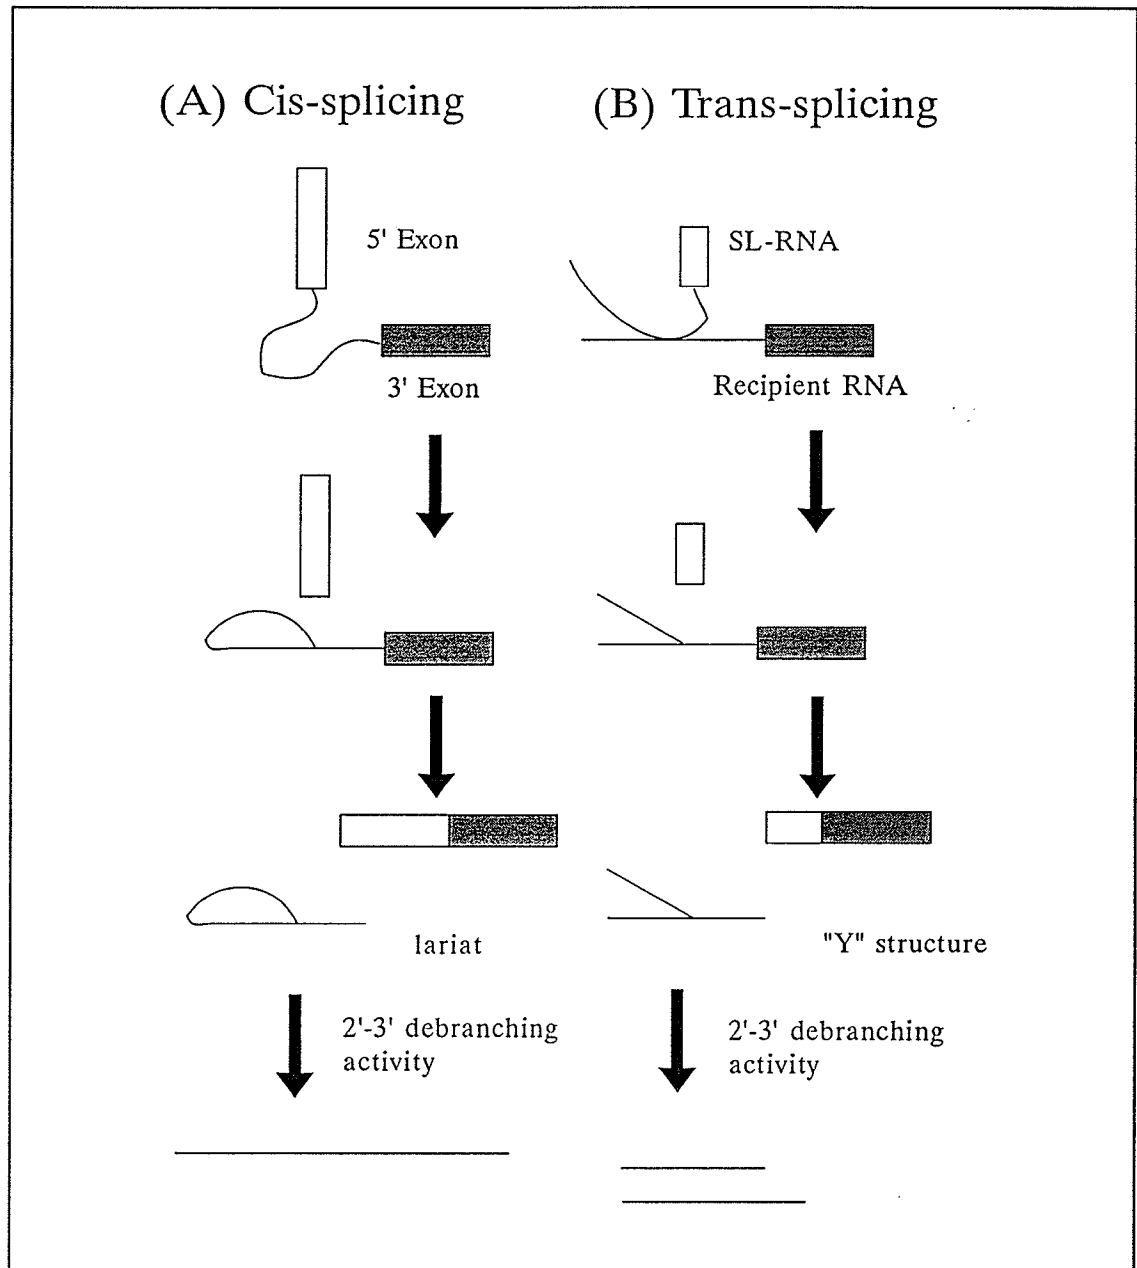 (A) Cis-splicing
(B) Trans-splicing
5' Exon
3' Exon
SL-RNA
Recipient RNA
lariat
"Y" structure
2'-3' debranching
activity
2'-3' debranching
activity